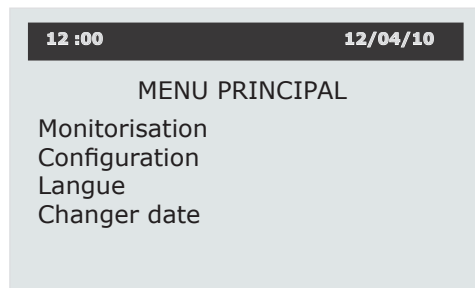 12 :00 12/04/10
MENU PRINCIPAL
Monitorisation
Configuration
Langue
Changer date